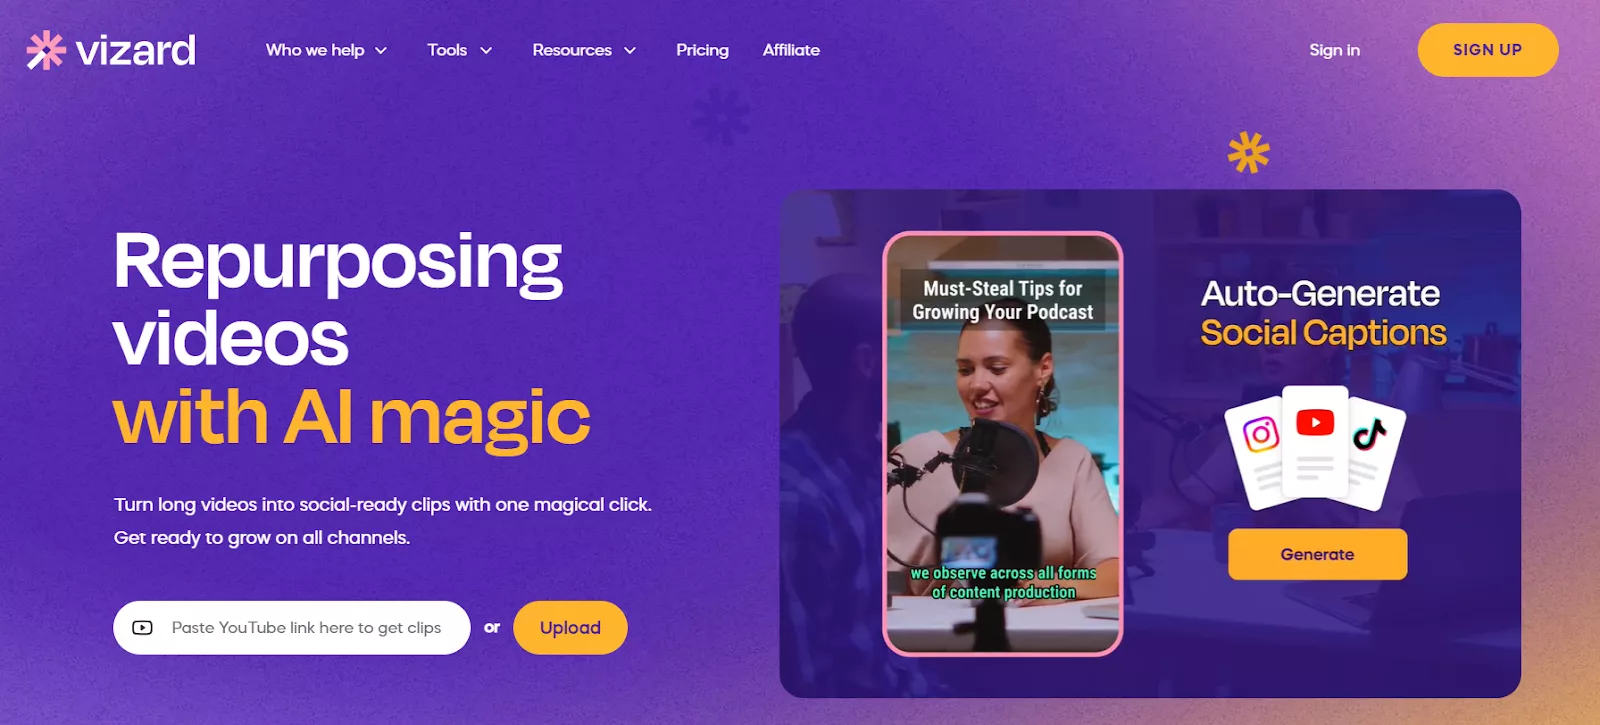 vizard
Who we help
Tools
Resources
Pricing
Affiliate
Sign in
SIGN UP
Repurposing
videos
with AI magic
Turn long videos into social-ready clips with one magical click.
Get ready to grow on all channels.
Paste YouTube link here to get clips
or
Upload
Must-Steal Tips for
Growing Your Podcast
we observe across all forms
of content production
Auto-Generate
Social Captions
Generate